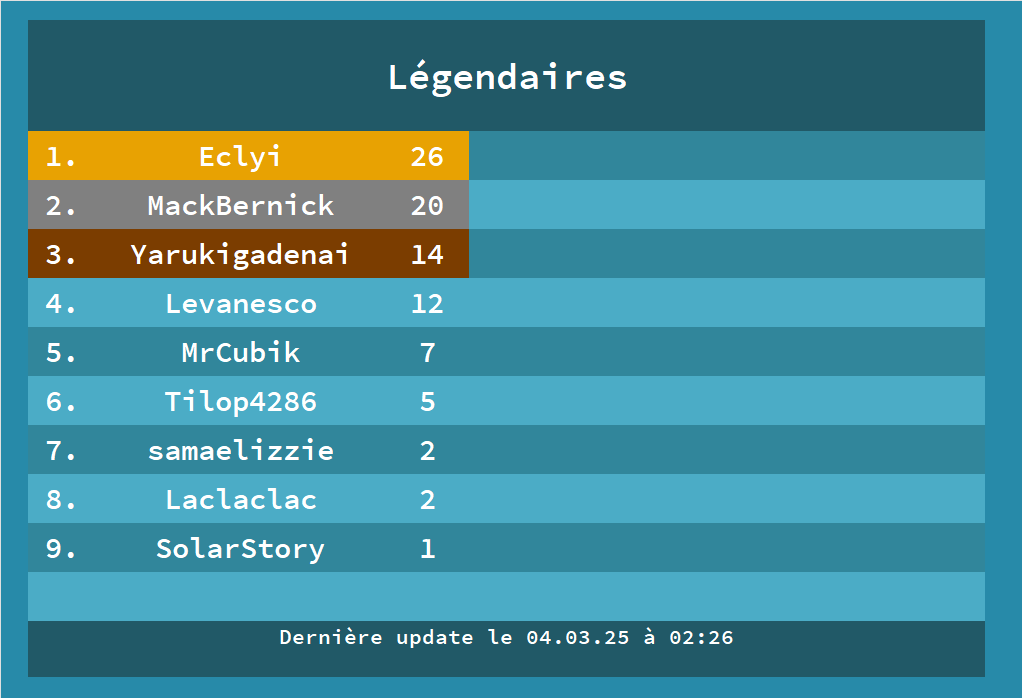 Légendaires
1. Eclyi 26
2. MackBernick 20
3. Yarukigadenai 14
4. Levanesco 12
5. MrCubik 7
6. Tilop4286 5
7. samaelizzie 2
8. Laclaclac 2
9. SolarStory 1
Dernière update le 04.03.25 à 02:26